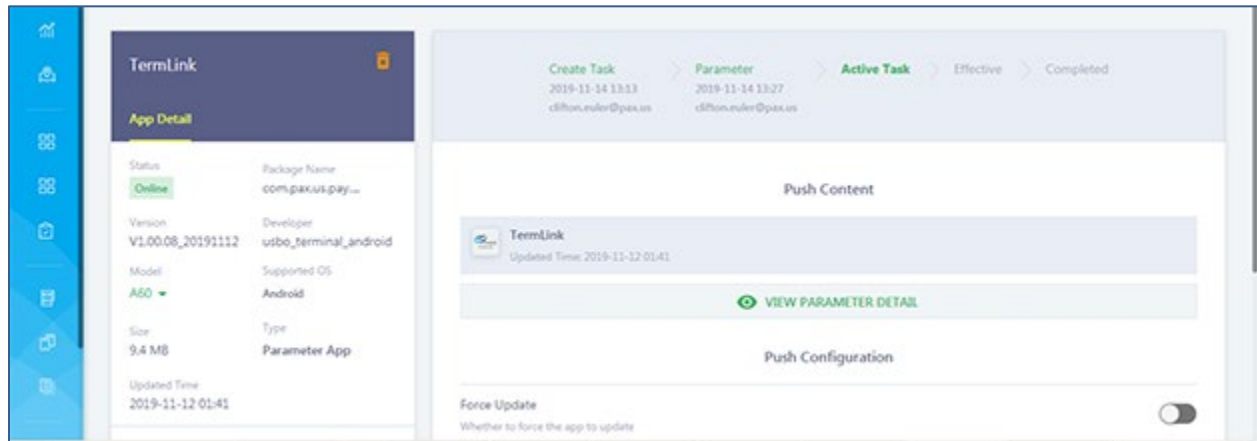 TermLink
App Detail
Status
Package Name
Online
com.pax.us.pay....
Version
Developer
V1.00.08_20191112
usbo_terminal_android
Model
Supported OS
A60
Android
Size
Type
9.4 MB
Parameter App
Updated Time
2019-11-12 01:41
Create Task
2019-11-14 13:13
clifton.euler@pax.us
Parameter
2019-11-14 13:27
clifton.euler@pax.us
Active Task
Effective
Completed
Push Content
TermLink
Updated Time: 2019-11-12 01:41
VIEW PARAMETER DETAIL
Push Configuration
Force Update
Whether to force the app to update